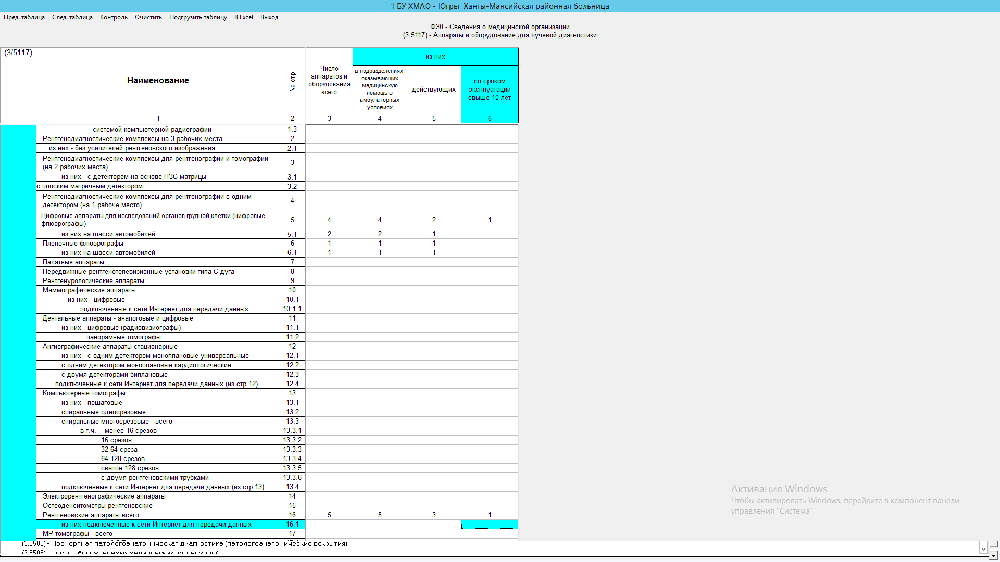 1 БУ ХМАО - Югры  Ханты-Мансийская районная больница
Пред. таблица След. таблица Контроль Очистить Подгрузить таблицу В Excel Выход
Ф30 - Сведения о медицинской организации
(3.5117) - Аппараты и оборудование для лучевой диагностики
(3/5117)
Наименование
№ стр.
Число аппаратов и оборудования всего
из них
в подразделениях, оказывающих медицинскую помощь в амбулаторных условиях
действующих
со сроком эксплуатации свыше 10 лет
1 2 3 4 5 6
системой компьютерной радиографии 1.3
Рентгенодиагностические комплексы на 3 рабочих места 2
из них - без усилителей рентгеновского изображения 2.1
Рентгенодиагностические комплексы для рентгенографии и томографии
(на 2 рабочих места) 3
из них - с детектором на основе ПЗС матрицы 3.1
с плоским матричным детектором 3.2
Рентгенодиагностические комплексы для рентгенографии с одним
детектором (на 1 рабоче место) 4
Цифровые аппараты для исследований органов грудной клетки (цифровые
флюорографы) 5 4 4 2 1
из них на шасси автомобилей 5.1 2 2 1
Пленочные флюорографы 6 1 1 1
из них на шасси автомобилей 6.1 1 1 1
Палатные аппараты 7
Передвижные рентгенотелевизионные установки типа С-дуга 8
Рентгенурологические аппараты 9
Маммографические аппараты 10
из них - цифровые 10.1
подключенные к сети Интернет для передачи данных 10.1.1
Дентальные аппараты - аналоговые и цифровые 11
из них - цифровые (радиовизиографы) 11.1
панорамные томографы 11.2
Ангиографические аппараты стационарные 12
из них - с одним детектором моноплановые универсальные 12.1
с одним детектором моноплановые кардиологические 12.2
с двумя детекторами биплановые 12.3
подключенные к сети Интернет для передачи данных (из стр.12) 12.4
Компьютерные томографы 13
из них - пошаговые 13.1
спиральные односрезовые 13.2
спиральные многосрезовые - всего 13.3
в т.ч. -  менее 16 срезов 13.3.1
16 срезов 13.3.2
32-64 среза 13.3.3
64-128 срезов 13.3.4
свыше 128 срезов 13.3.5
с двумя рентгеновскими трубками 13.3.6
подключенные к сети Интернет для передачи данных (из стр.13) 13.4
Электрорентгенографические аппараты 14
Остеоденситометры рентгеновские 15
Рентгеновские аппараты всего 16 5 5 3 1
из них подключенные к сети Интернет для передачи данных 16.1
МР томографы - всего 17
(3.5503) - Посмертная патологоанатомическая диагностика (патологоанатомические вскрытия)
(3.5505) - Число обслуживаемых медицинских организаций
Активация Windows
Чтобы активировать Windows, перейдите в компонент панели
управления "Система".